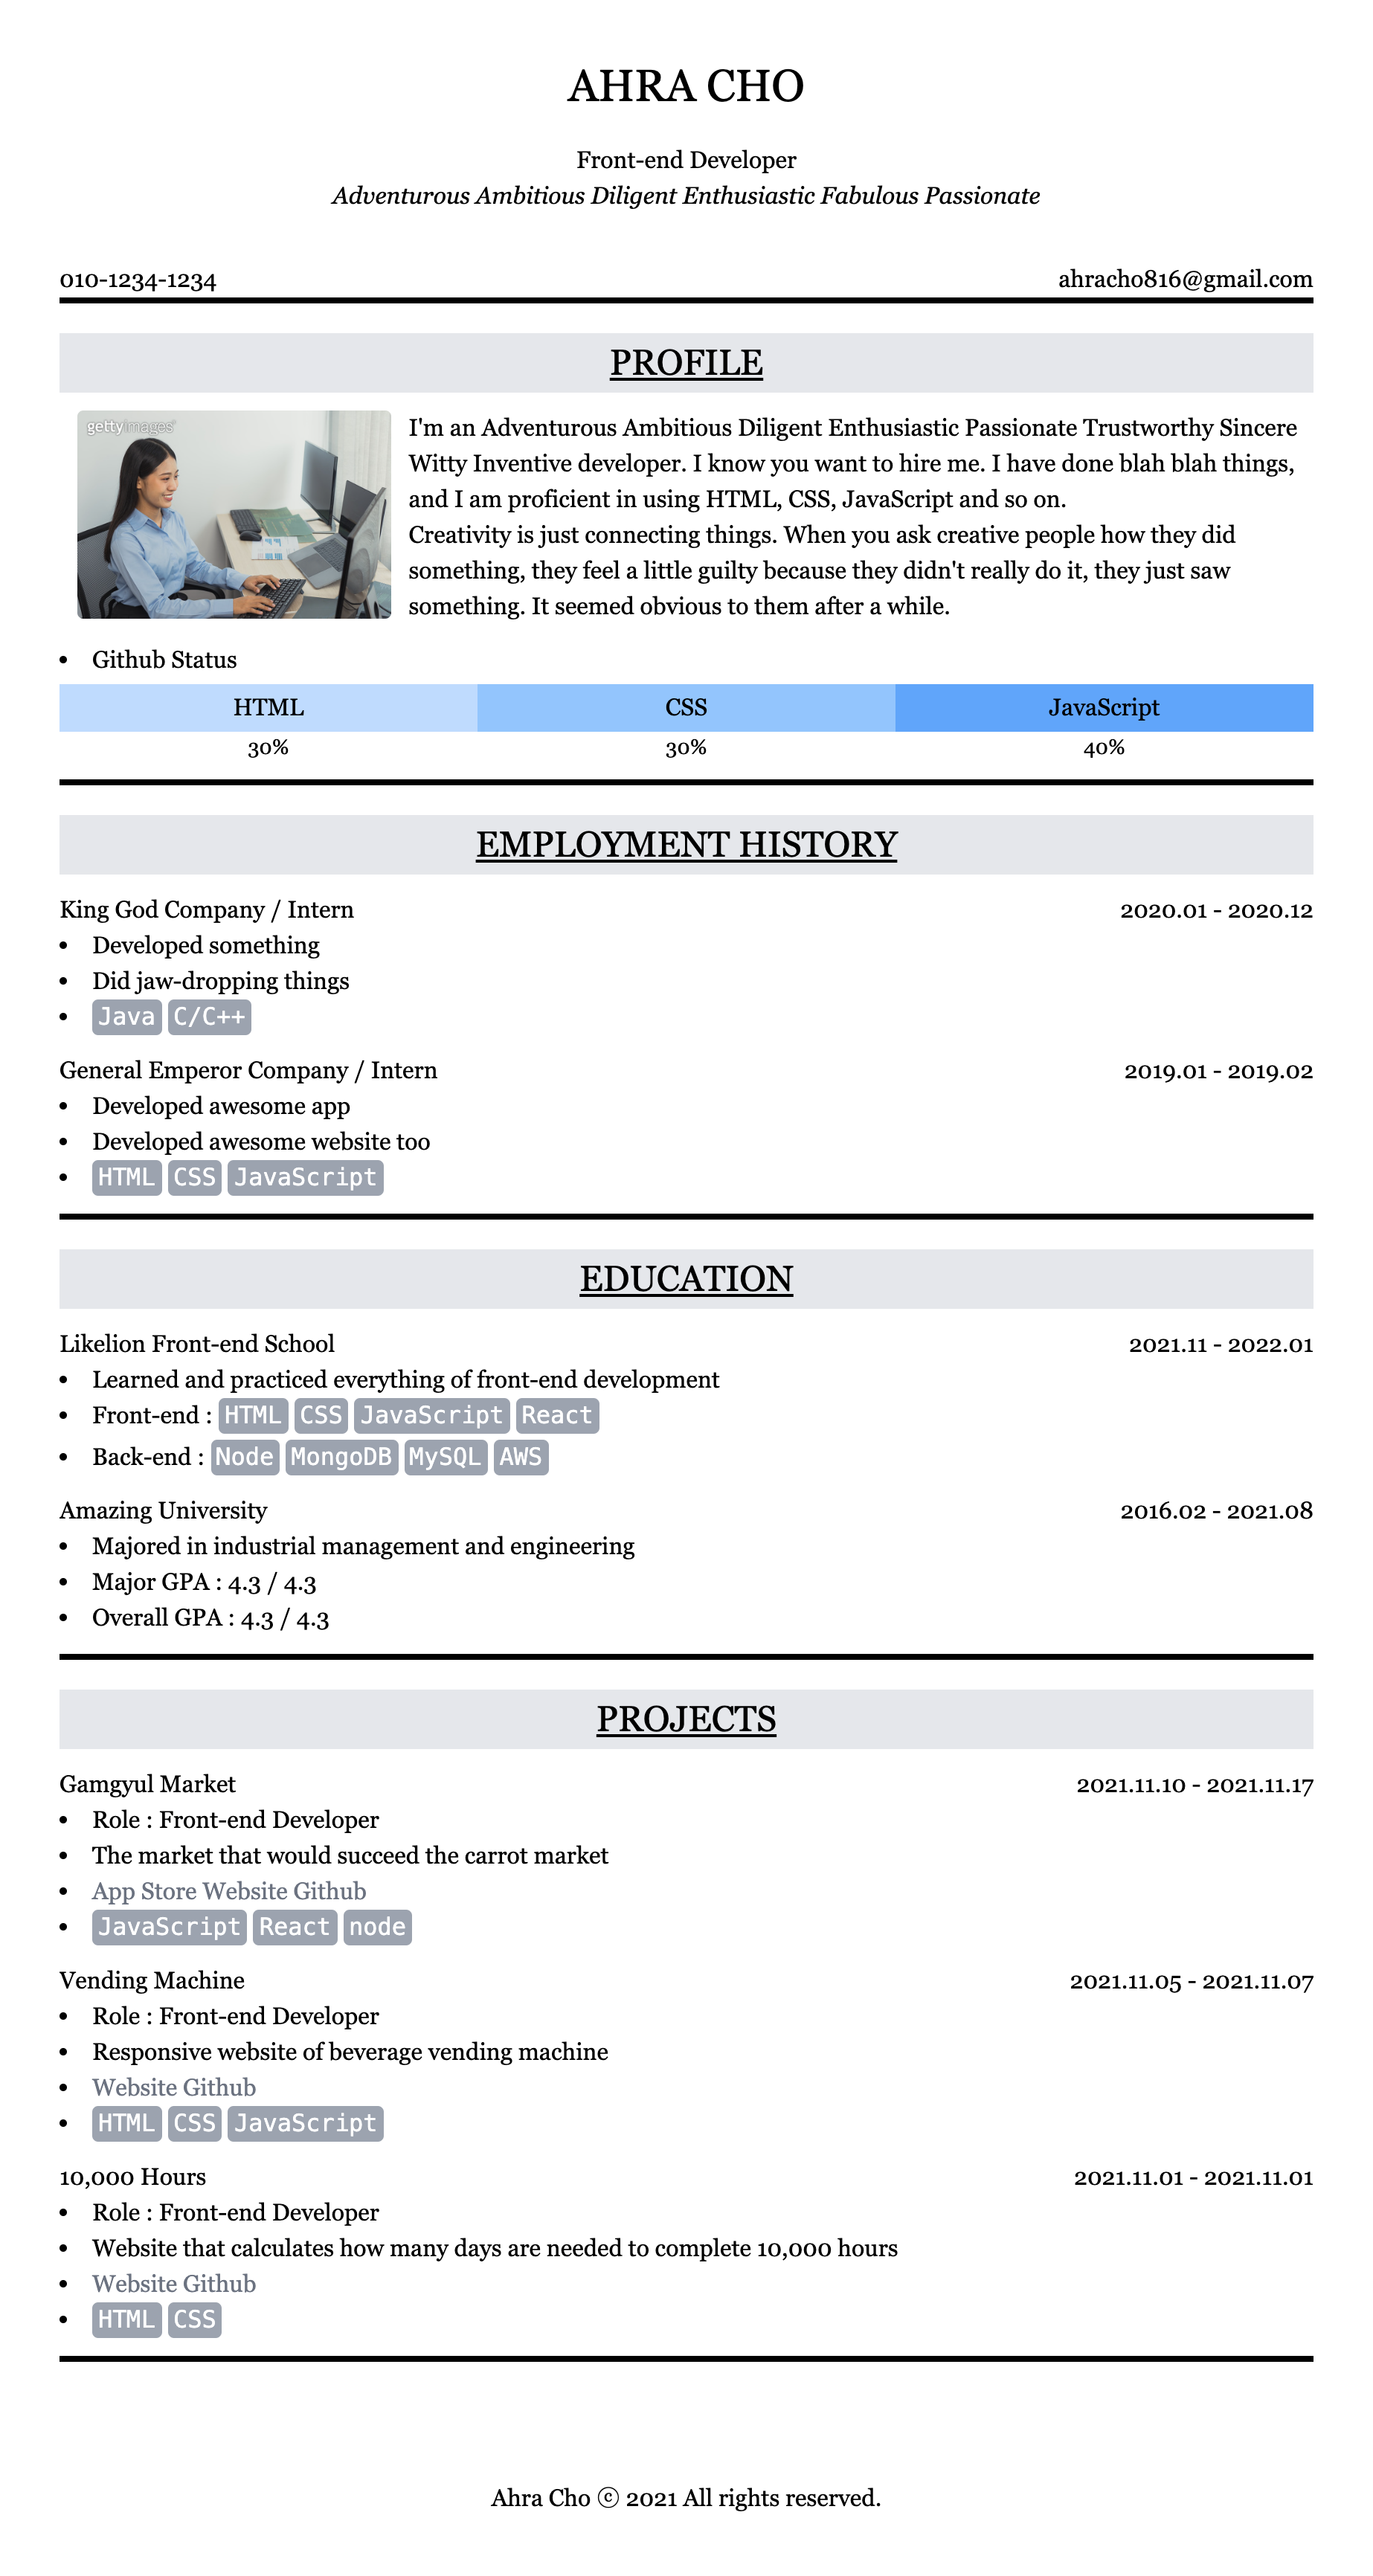 AHRA CHO
Front-end Developer
Adventurous Ambitious Diligent Enthusiastic Fabulous Passionate
010-1234-1234 ahracho816@gmail.com
PROFILE
gettyimages
I'm an Adventurous Ambitious Diligent Enthusiastic Passionate Trustworthy Sincere
Witty Inventive developer. I know you want to hire me. I have done blah blah things,
and I am proficient in using HTML, CSS, JavaScript and so on.
Creativity is just connecting things. When you ask creative people how they did
something, they feel a little guilty because they didn't really do it, they just saw
something. It seemed obvious to them after a while.
• Github Status
HTML CSS JavaScript
30% 30% 40%
EMPLOYMENT HISTORY
King God Company / Intern 2020.01 - 2020.12
• Developed something
• Did jaw-dropping things
• Java C/C++
General Emperor Company / Intern 2019.01 - 2019.02
• Developed awesome app
• Developed awesome website too
• HTML CSS JavaScript
EDUCATION
Likelion Front-end School 2021.11 - 2022.01
• Learned and practiced everything of front-end development
• Front-end : HTML CSS JavaScript React
• Back-end : Node MongoDB MySQL AWS
Amazing University 2016.02 - 2021.08
• Majored in industrial management and engineering
• Major GPA : 4.3 / 4.3
• Overall GPA : 4.3 / 4.3
PROJECTS
Gamgyul Market 2021.11.10 - 2021.11.17
• Role : Front-end Developer
• The market that would succeed the carrot market
• App Store Website Github
• JavaScript React node
Vending Machine 2021.11.05 - 2021.11.07
• Role : Front-end Developer
• Responsive website of beverage vending machine
• Website Github
• HTML CSS JavaScript
10,000 Hours 2021.11.01 - 2021.11.01
• Role : Front-end Developer
• Website that calculates how many days are needed to complete 10,000 hours
• Website Github
• HTML CSS
Ahra Cho ⓒ 2021 All rights reserved.